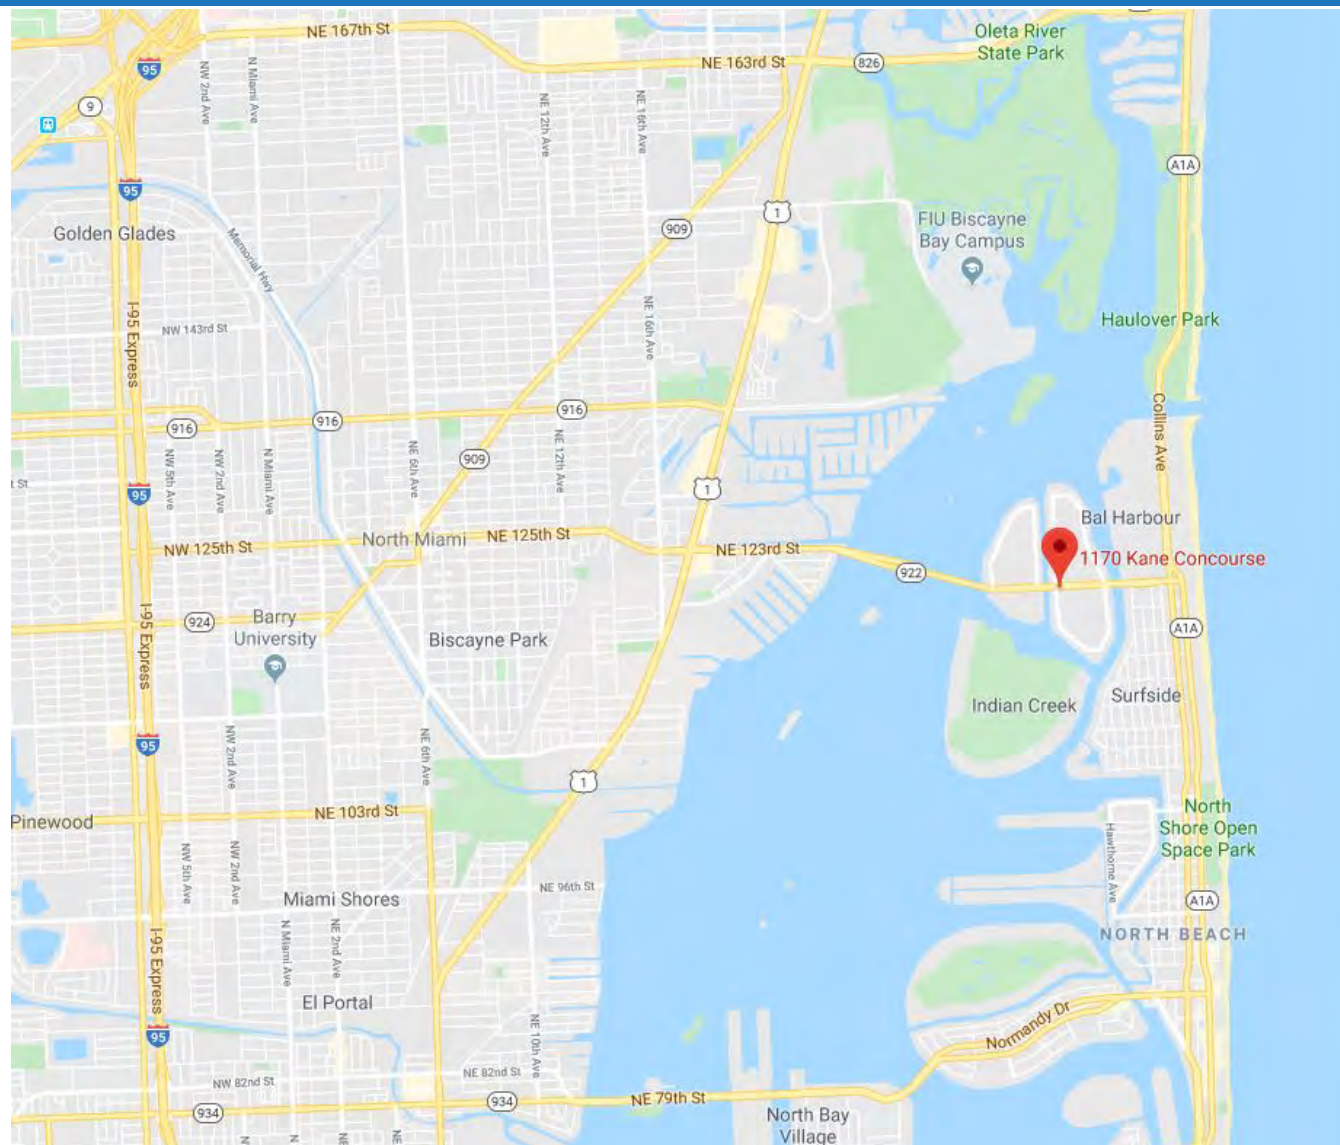 NE 167th St
Oleta River
State Park
95
NE 163rd St
826
NW 2nd Ave
N Miami Ave
9
NE 12th Ave
NE 16th Ave
A1A
95
1
909
FIU Biscayne
Bay Campus
Golden Glades
Memorial Hwy
I-95 Express
NW 143rd St
NE 16th Ave
Haulover Park
Collins Ave
916
916
916
NW 5th Ave
NW 2nd Ave
N Miami Ave
NE 6th Ave
NE 12th Ave
909
t St
95
1
Bal Harbour
NW 125th St
North Miami
NE 125th St
NE 123rd St
1170 Kane Concourse
922
I-95 Express
924
Barry
University
Biscayne Park
A1A
Indian Creek
Surfside
95
NW 2nd Ave
NE 6th Ave
1
NE 103rd St
Pinewood
North
Shore Open
Space Park
Hawthorne Ave
NW 5th Ave
NW 2nd Ave
NE 96th St
Miami Shores
A1A
N Miami Ave
NE 2nd Ave
NORTH BEACH
I-95 Express
El Portal
95
NE 10th Ave
Normandy Dr
NW 82nd St
NE 82nd St
934
934
NE 79th St
North Bay
Village
N
NE
NE